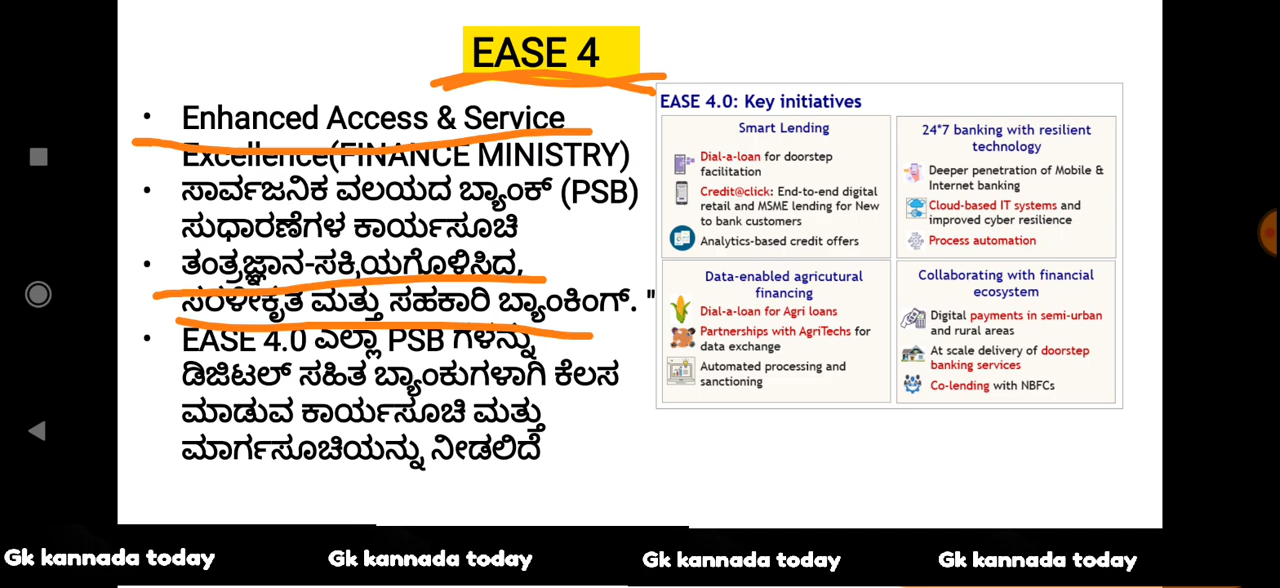 EASE 4
• Enhanced Access & Service
Excellence(FINANCE MINISTRY)
• ಸಾರ್ವಜನಿಕ ವಲಯದ ಬ್ಯಾಂಕ್ (PSB)
ಸುಧಾರಣೆಗಳ ಕಾರ್ಯಸೂಚಿ
• ತಂತ್ರಜ್ಞಾನ-ಸಕ್ರಿಯಗೊಳಿಸಿದ,
ಸರಳೀಕೃತ ಮತ್ತು ಸಹಕಾರಿ ಬ್ಯಾಂಕಿಂಗ್. "
• EASE 4.0 ಎಲ್ಲಾ PSB ಗಳನ್ನು
ಡಿಜಿಟಲ್ ಸಹಿತ ಬ್ಯಾಂಕುಗಳಾಗಿ ಕೆಲಸ
ಮಾಡುವ ಕಾರ್ಯಸೂಚಿ ಮತ್ತು
ಮಾರ್ಗಸೂಚಿಯನ್ನು ನೀಡಲಿದೆ
EASE 4.0: Key initiatives
Smart Lending
Dial-a-loan for doorstep
facilitation
Credit@click: End-to-end digital
retail and MSME lending for New
to bank customers
Analytics-based credit offers
24*7 banking with resilient
technology
Deeper penetration of Mobile &
Internet banking
Cloud-based IT systems and
improved cyber resilience
Process automation
Data-enabled agricutural
financing
Dial-a-loan for Agri loans
Partnerships with AgriTechs for
data exchange
Automated processing and
sanctioning
Collaborating with financial
ecosystem
Digital payments in semi-urban
and rural areas
At scale delivery of doorstep
banking services
Co-lending with NBFCs
Gk kannada today Gk kannada today Gk kannada today Gk kannada today